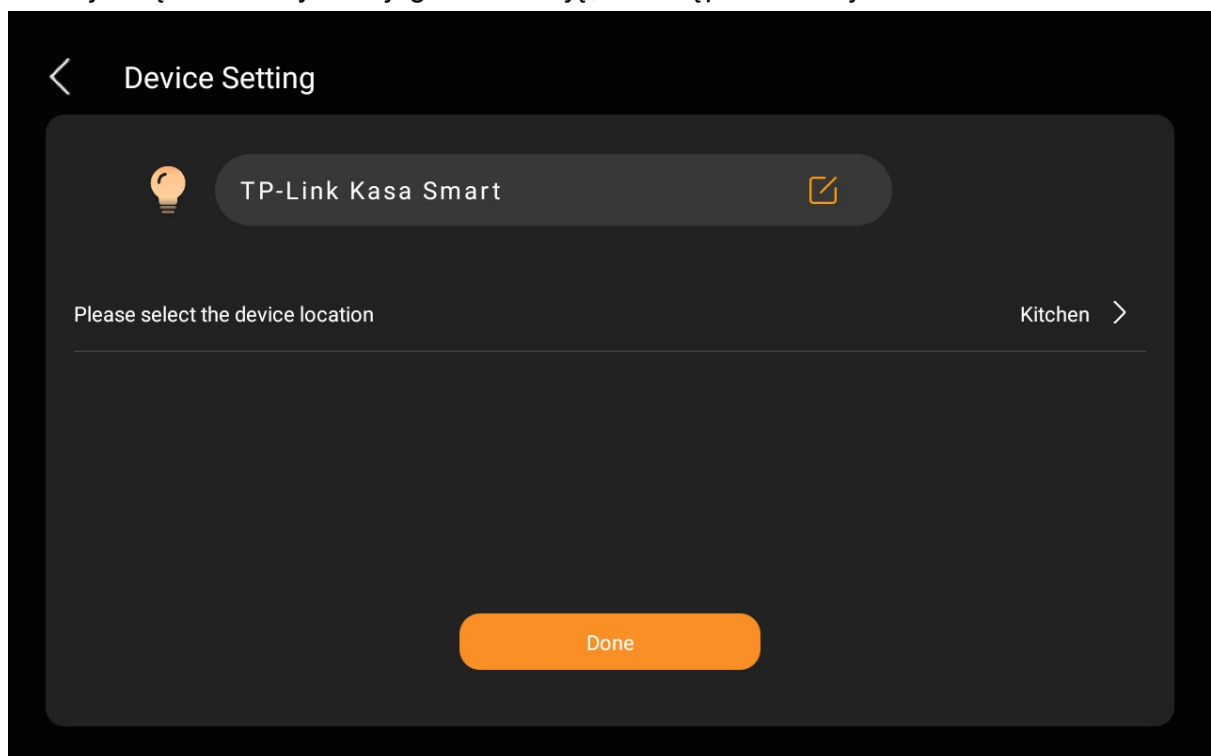 Device Setting
TP-Link Kasa Smart
Please select the device location
Kitchen
Done